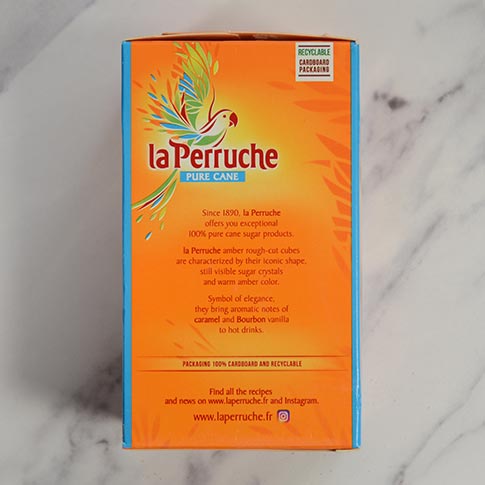 RECYCLABLE
CARDBOARD
PACKAGING
la Perruche
PURE CANE
Since 1890, la Perruche
offers you exceptional
100% pure cane sugar products.
la Perruche amber rough-cut cubes
are characterized by their iconic shape,
still visible sugar crystals
and warm amber color.
Symbol of elegance,
they bring aromatic notes of
caramel and Bourbon vanilla
to hot drinks.
PACKAGING 100% CARDBOARD AND RECYCLABLE
Find all the recipes
and news on www.laperruche.fr and Instagram.
www.laperruche.fr